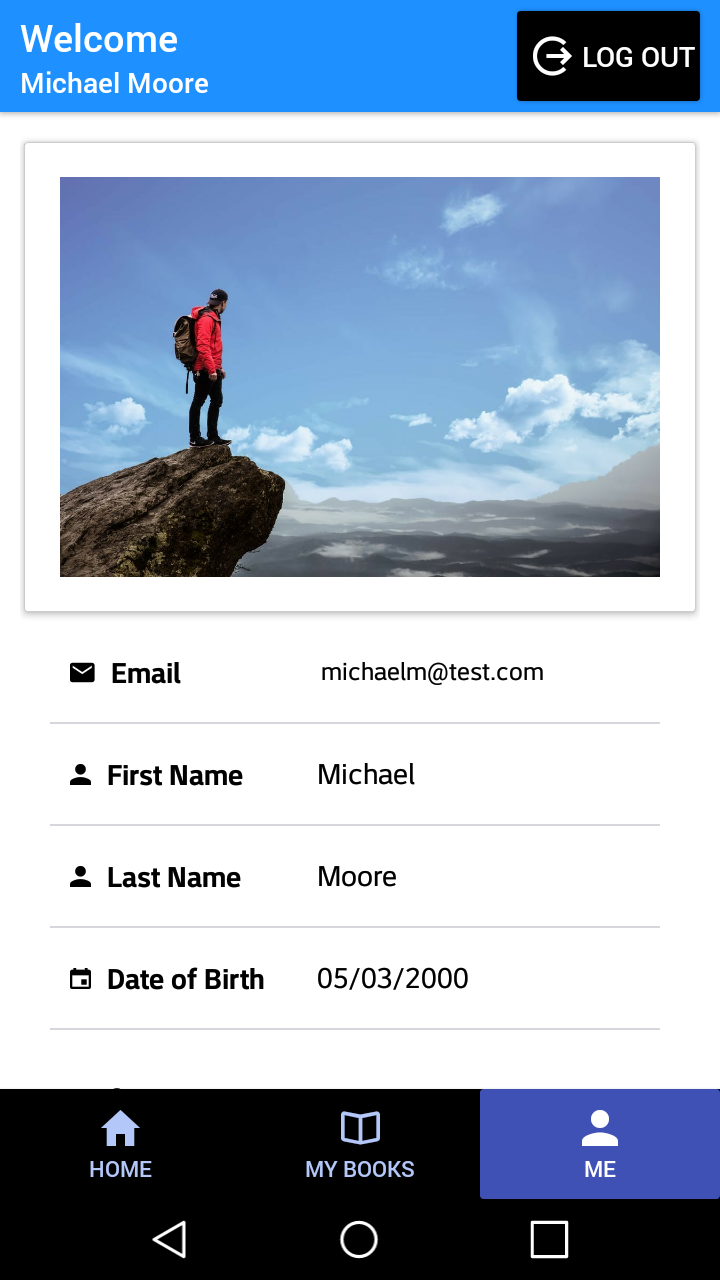 Welcome
Michael Moore
LOG OUT
Email michaelm@test.com
First Name Michael
Last Name Moore
Date of Birth 05/03/2000
HOME MY BOOKS ME